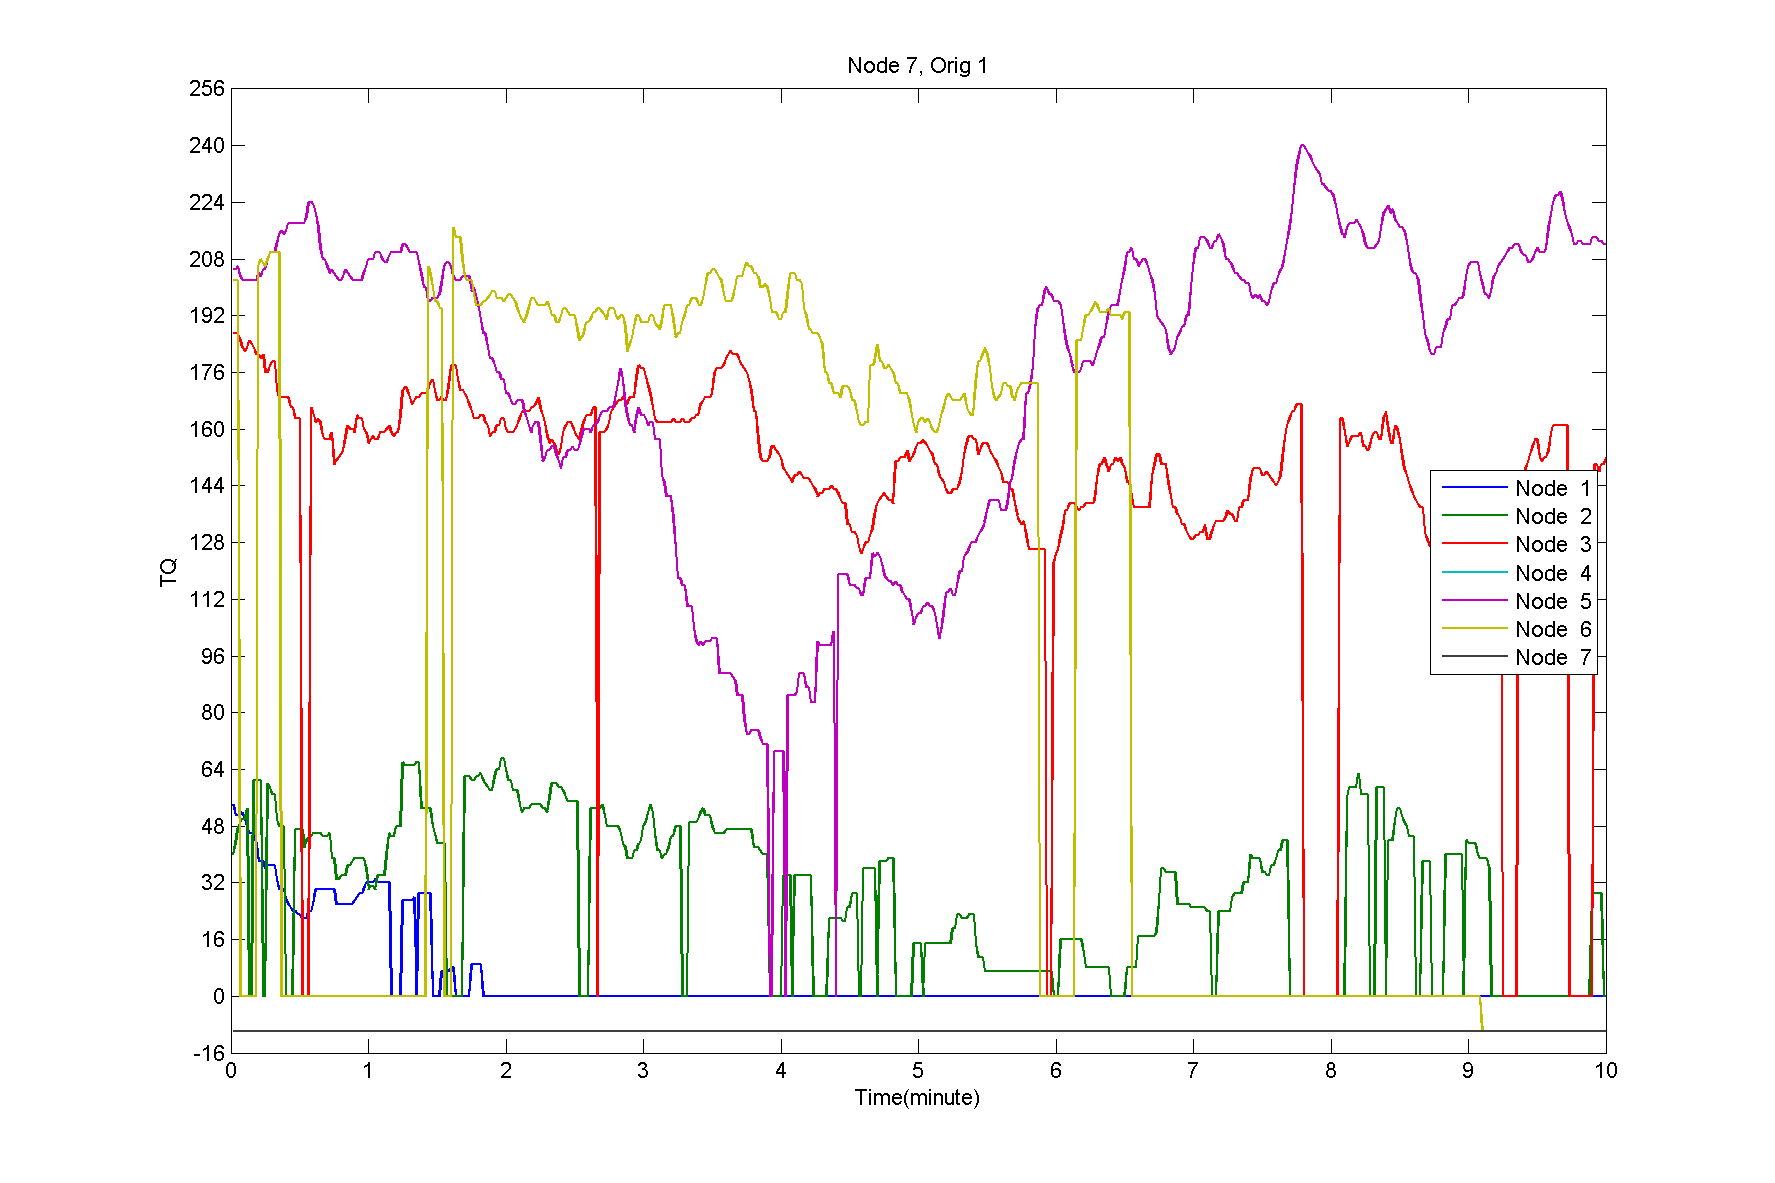 Node 7, Orig 1
256
240
224
208
192
176
160
144
128
112
96
80
64
48
32
16
0
-16
TQ
Node 1
Node 2
Node 3
Node 4
Node 5
Node 6
Node 7
0 1 2 3 4 5 6 7 8 9 10
Time(minute)